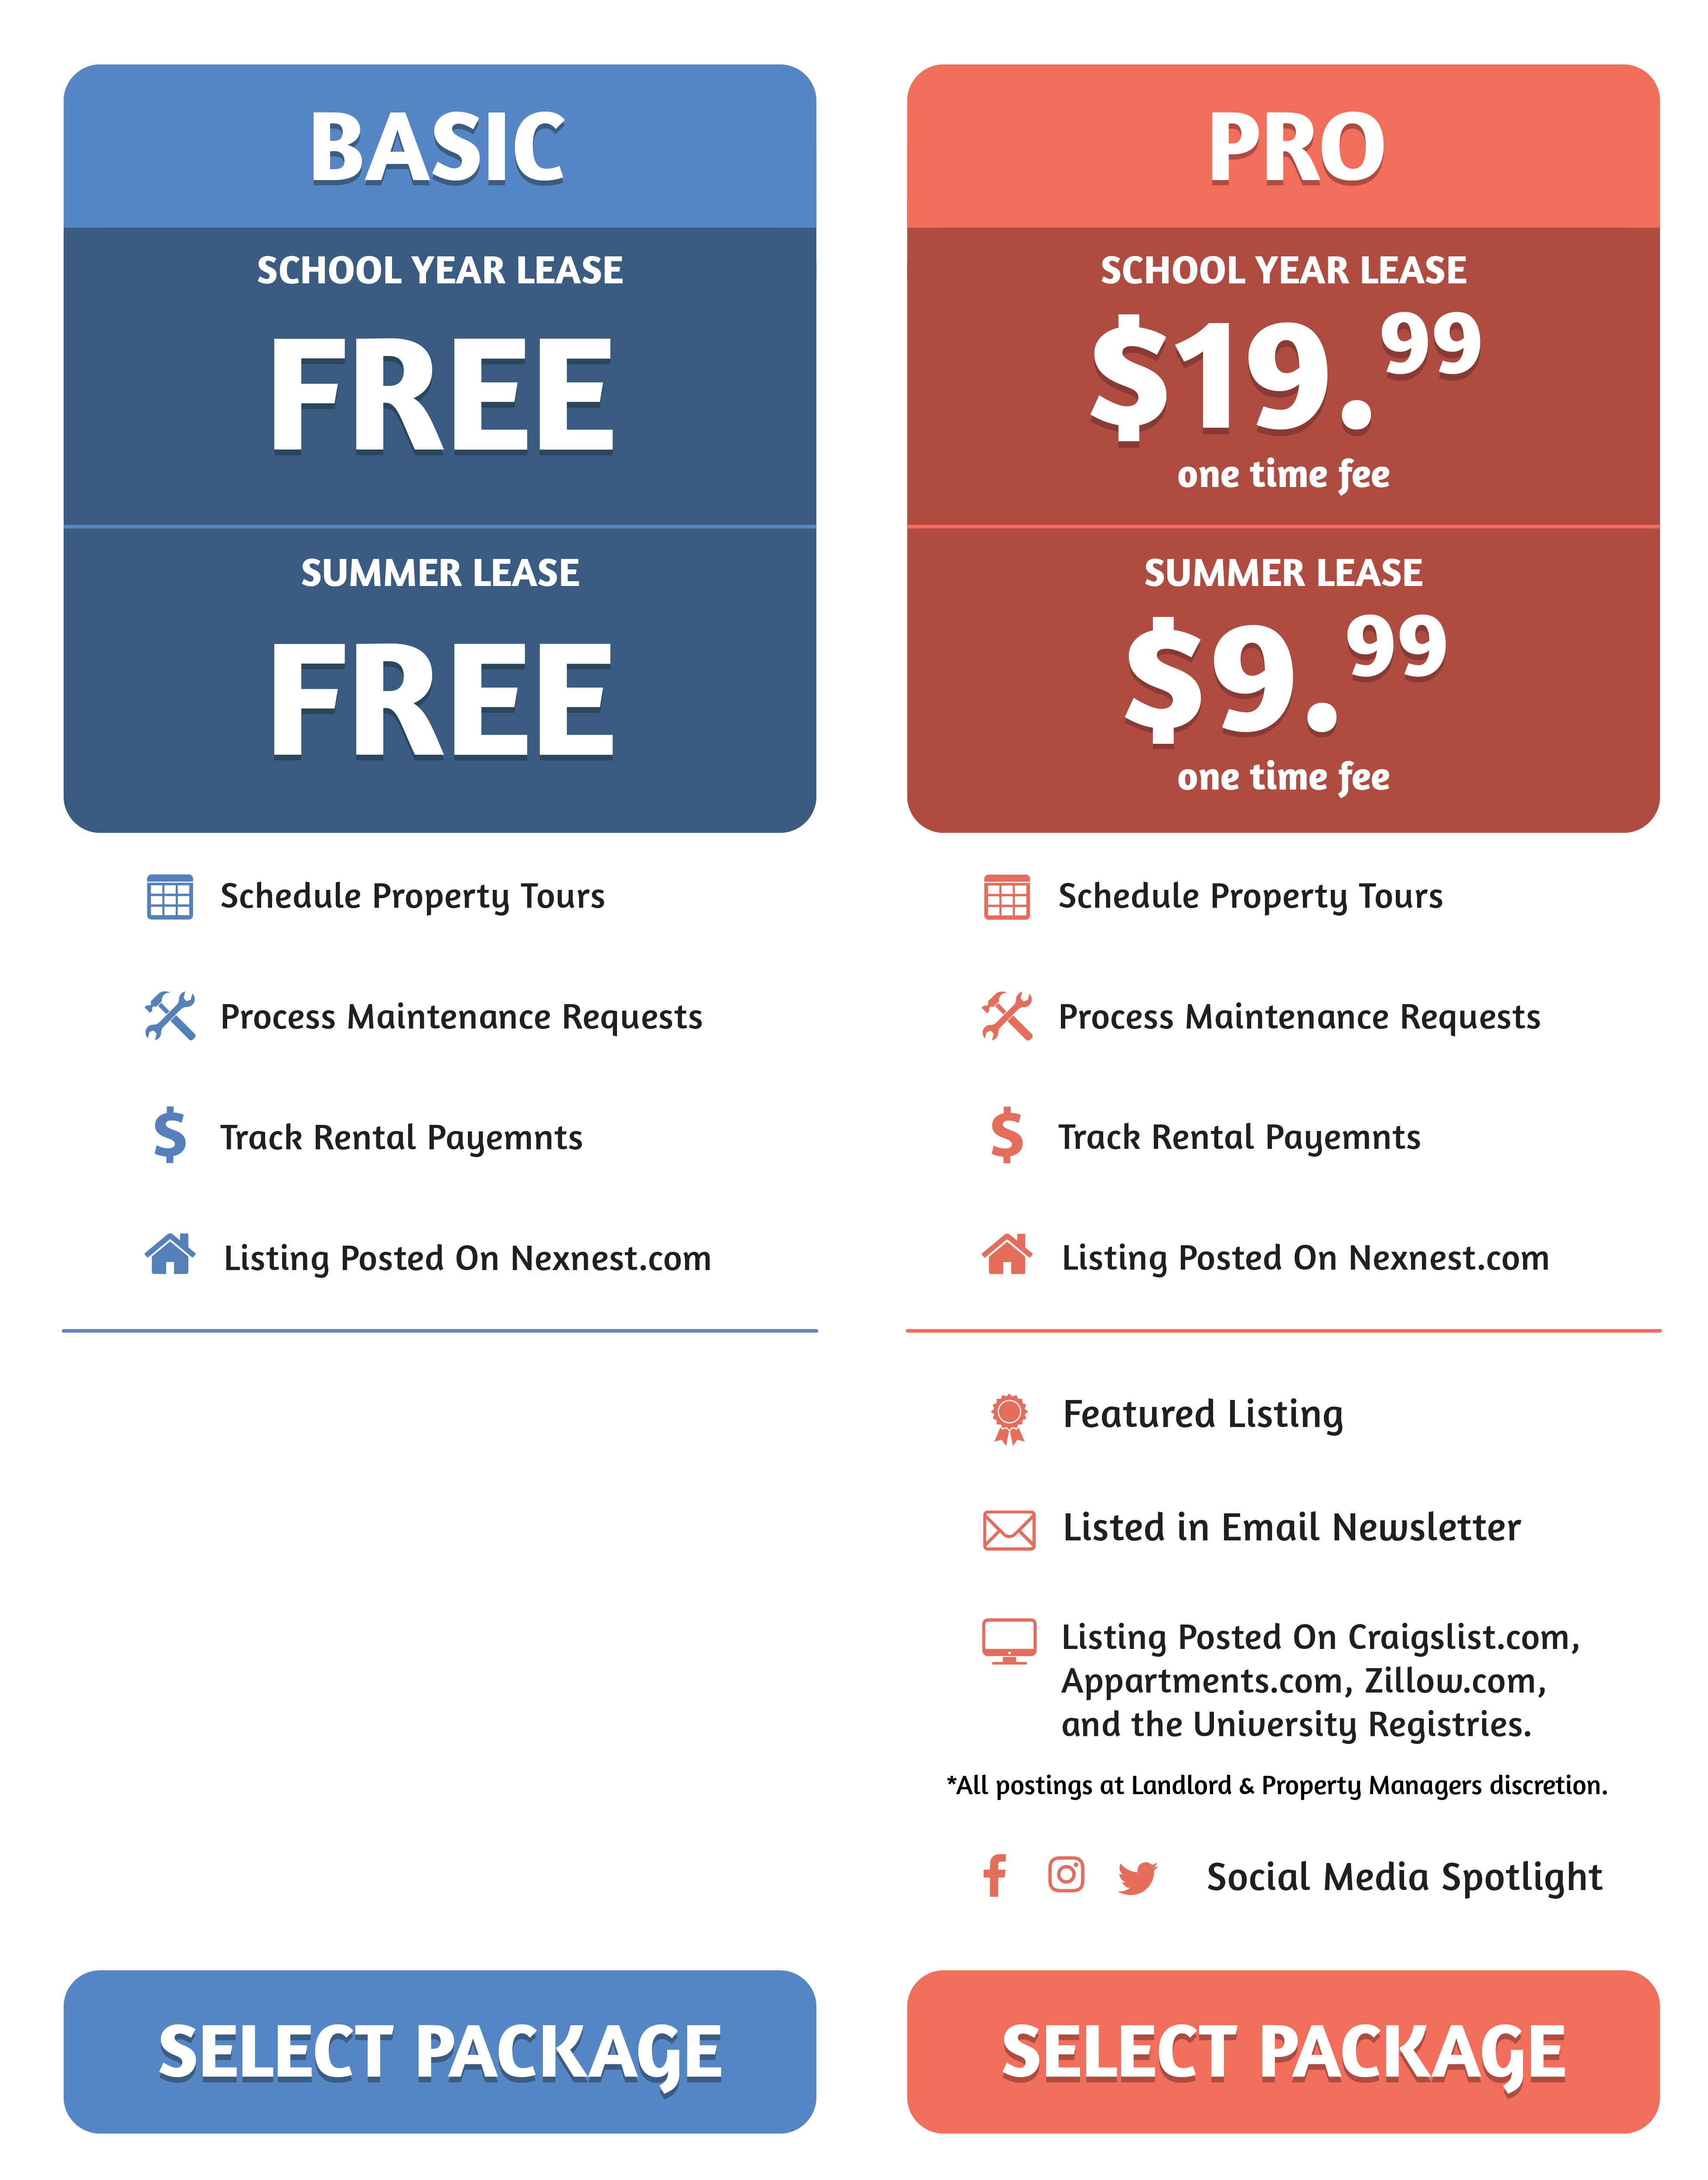 BASIC
SCHOOL YEAR LEASE
FREE
SUMMER LEASE
FREE
Schedule Property Tours
Process Maintenance Requests
Track Rental Payemnts
Listing Posted On Nexnest.com
SELECT PACKAGE
PRO
SCHOOL YEAR LEASE
$19.99
one time fee
SUMMER LEASE
$9.99
one time fee
Schedule Property Tours
Process Maintenance Requests
Track Rental Payemnts
Listing Posted On Nexnest.com
Featured Listing
Listed in Email Newsletter
Listing Posted On Craigslist.com,
Appartments.com, Zillow.com,
and the University Registries.
*All postings at Landlord & Property Managers discretion.
Social Media Spotlight
SELECT PACKAGE